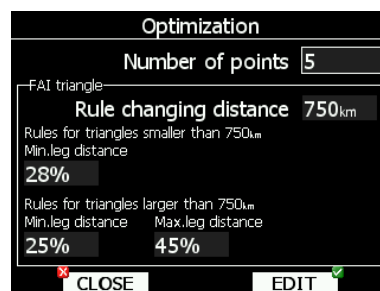 Optimization
Number of points 5
FAI triangle
Rule changing distance 750km
Rules for triangles smaller than 750km
Min.leg distance
28%
Rules for triangles larger than 750km
Min.leg distance Max.leg distance
25% 45%
CLOSE EDIT